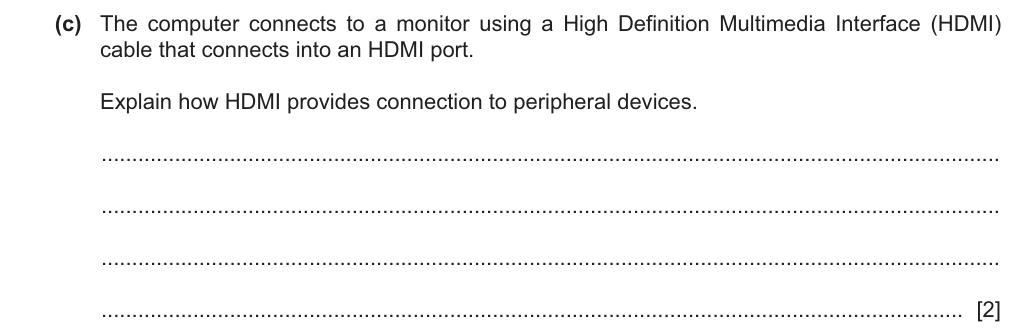 (c) The computer connects to a monitor using a High Definition Multimedia Interface (HDMI)
cable that connects into an HDMI port.
Explain how HDMI provides connection to peripheral devices.
[2]